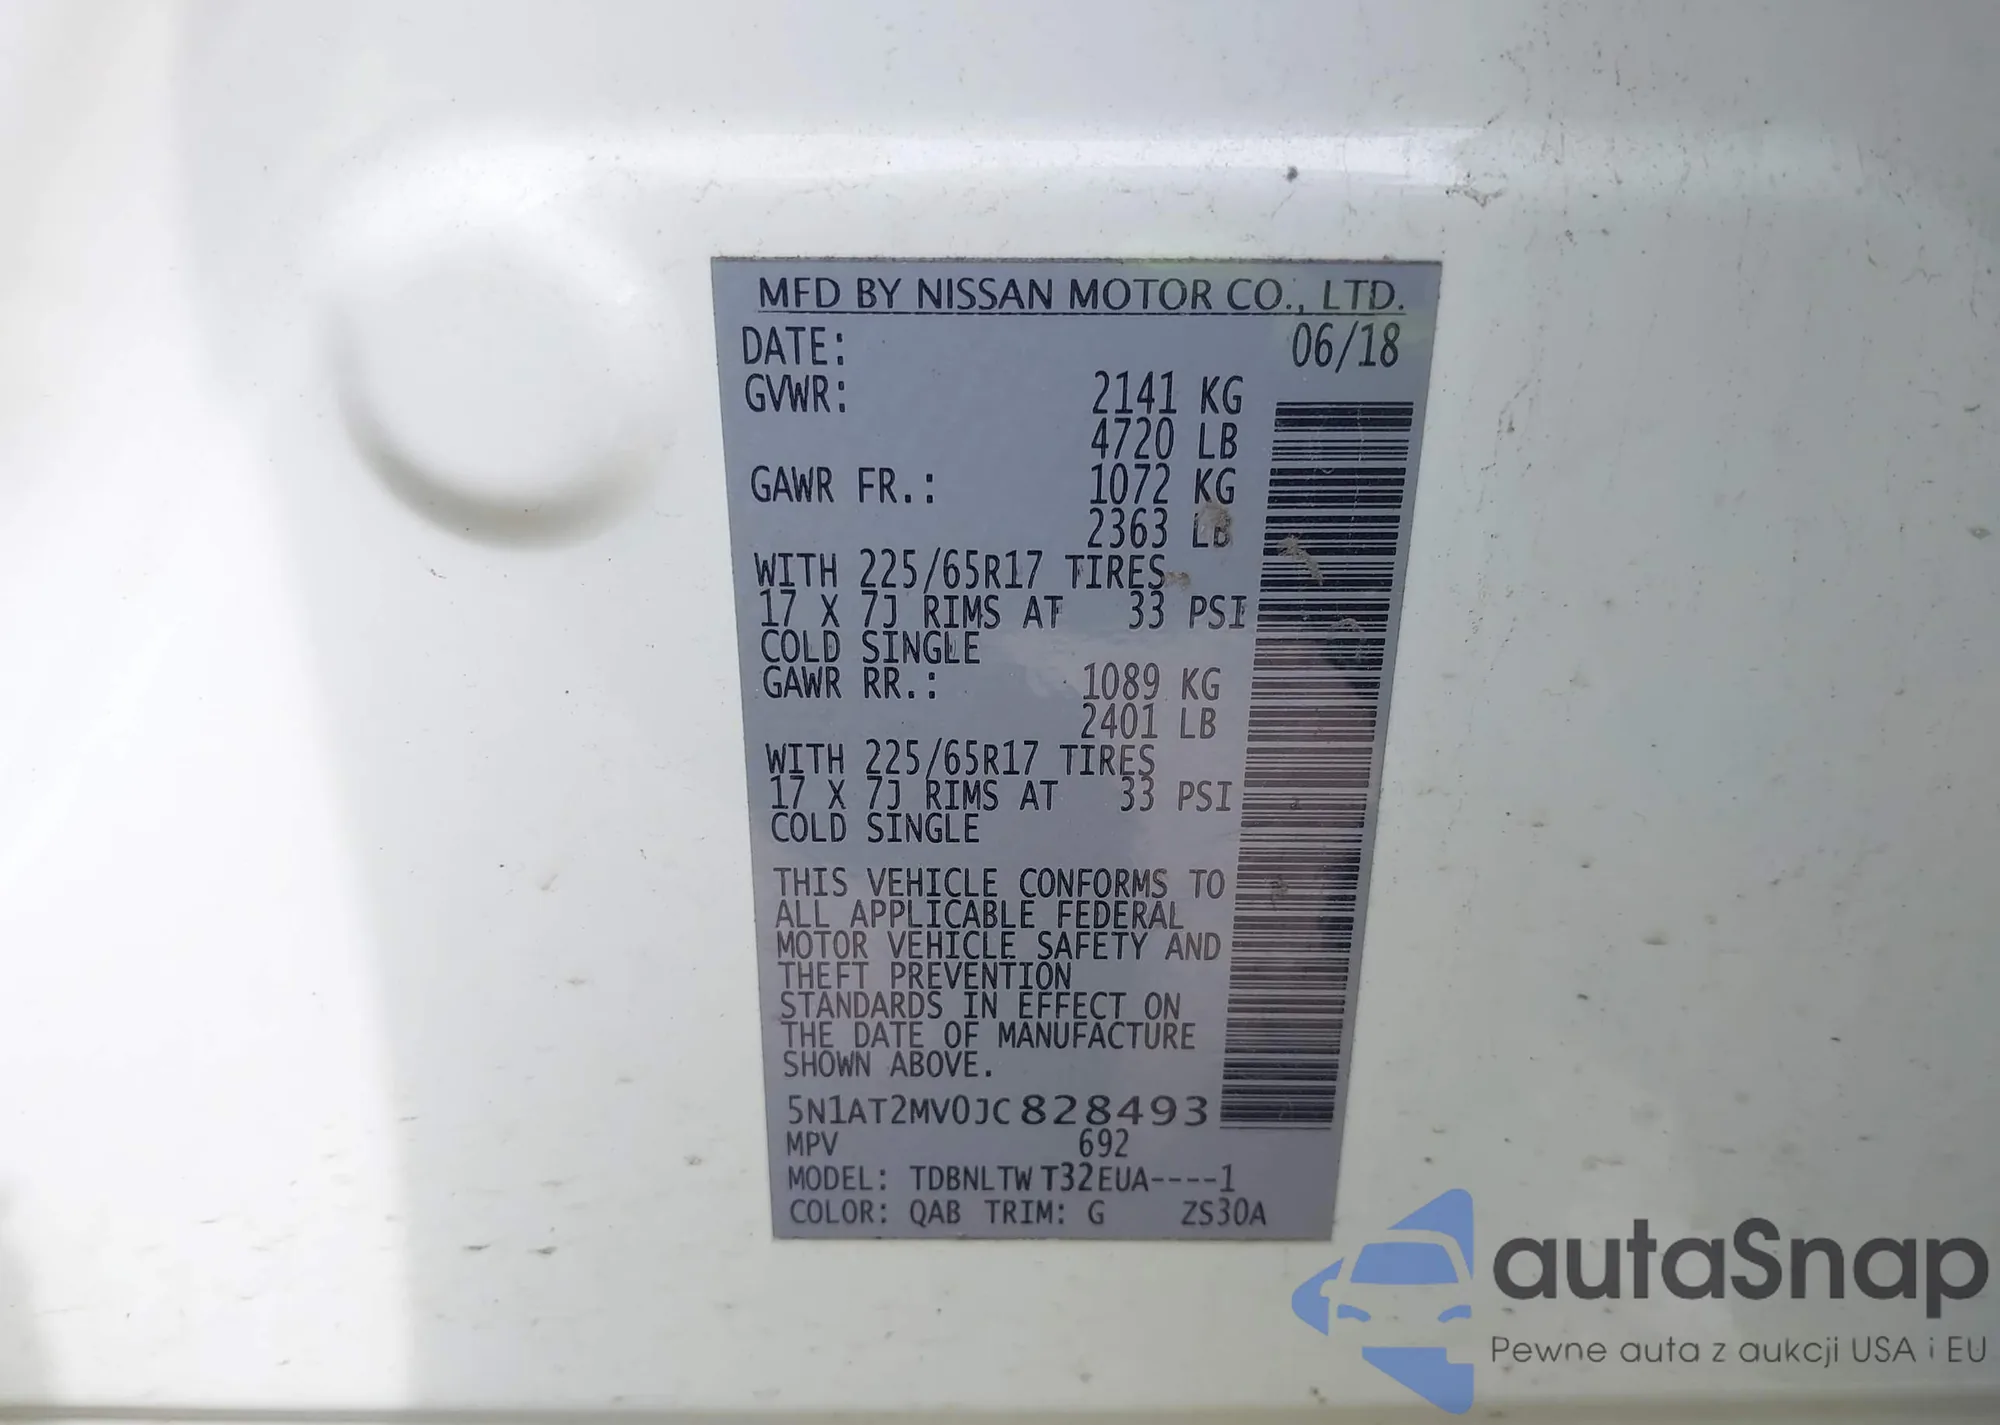 MFD BY NISSAN MOTOR CO., LTD.
DATE: 06/18
GVWR: 2141 KG
4720 LB
GAWR FR.: 1072 KG
2363 LB
WITH 225/65R17 TIRES
17 X 7J RIMS AT 33 PSI
COLD SINGLE
GAWR RR.: 1089 KG
2401 LB
WITH 225/65R17 TIRES
17 X 7J RIMS AT 33 PSI
COLD SINGLE
THIS VEHICLE CONFORMS TO
ALL APPLICABLE FEDERAL
MOTOR VEHICLE SAFETY AND
THEFT PREVENTION
STANDARDS IN EFFECT ON
THE DATE OF MANUFACTURE
SHOWN ABOVE.
5N1AT2MV0JC828493
MPV 692
MODEL: TDBNLTW T32EUA----1
COLOR: QAB TRIM: G ZS30A
autaSnap
Pewne auta z aukcji USA i EU